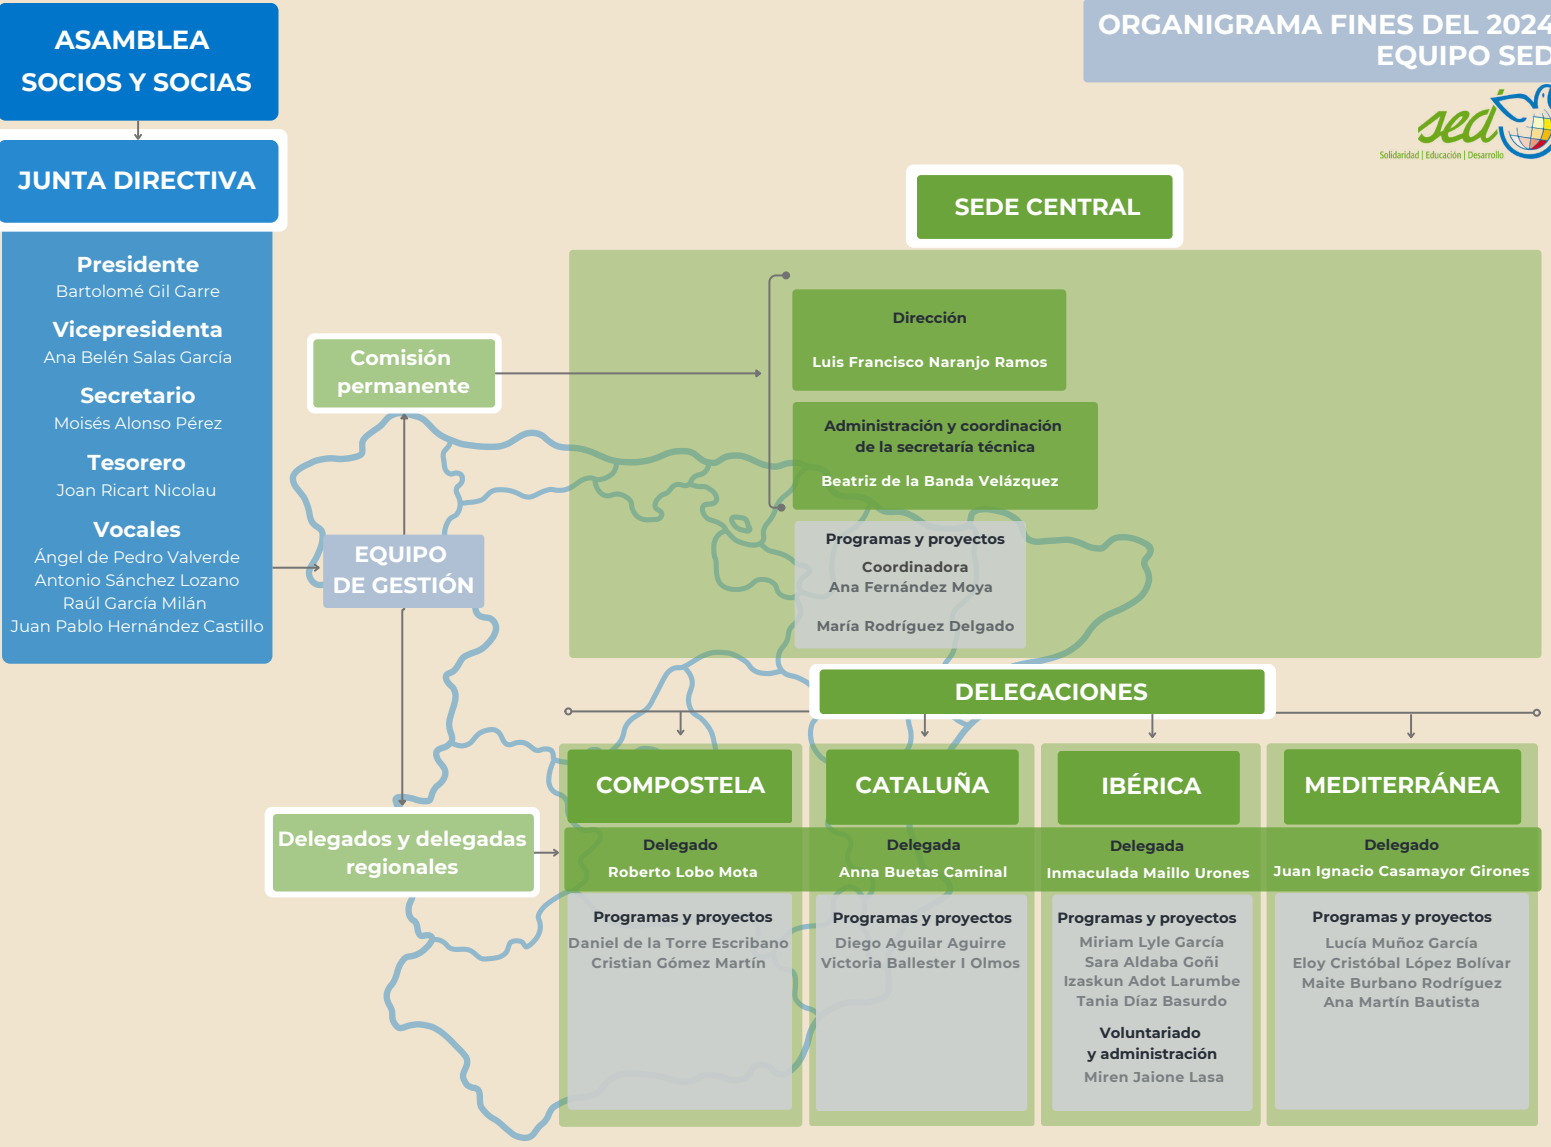 ASAMBLEA
SOCIOS Y SOCIAS
ORGANIGRAMA FINES DEL 2024
EQUIPO SED
sed
Solidaridad | Educación | Desarrollo
JUNTA DIRECTIVA
Presidente
Bartolomé Gil Garre
Vicepresidenta
Ana Belén Salas García
Secretario
Moisés Alonso Pérez
Tesorero
Joan Ricart Nicolau
Vocales
Ángel de Pedro Valverde
Antonio Sánchez Lozano
Raúl García Milán
Juan Pablo Hernández Castillo
EQUIPO
DE GESTIÓN
Comisión
permanente
SEDE CENTRAL
Dirección
Luis Francisco Naranjo Ramos
Administración y coordinación
de la secretaría técnica
Beatriz de la Banda Velázquez
Programas y proyectos
Coordinadora
Ana Fernández Moya
María Rodríguez Delgado
Delegados y delegadas
regionales
DELEGACIONES
COMPOSTELA
Delegado
Roberto Lobo Mota
Programas y proyectos
Daniel de la Torre Escribano
Cristian Gómez Martín
CATALUÑA
Delegada
Anna Buetas Caminal
Programas y proyectos
Diego Aguilar Aguirre
Victoria Ballester I Olmos
IBÉRICA
Delegada
Inmaculada Maillo Urones
Programas y proyectos
Miriam Lyle García
Sara Aldaba Goñi
Izaskun Adot Larumbe
Tania Díaz Basurdo
Voluntariado
y administración
Miren Jaione Lasa
MEDITERRÁNEA
Delegado
Juan Ignacio Casamayor Girones
Programas y proyectos
Lucía Muñoz García
Eloy Cristóbal López Bolívar
Maite Burbano Rodríguez
Ana Martín Bautista